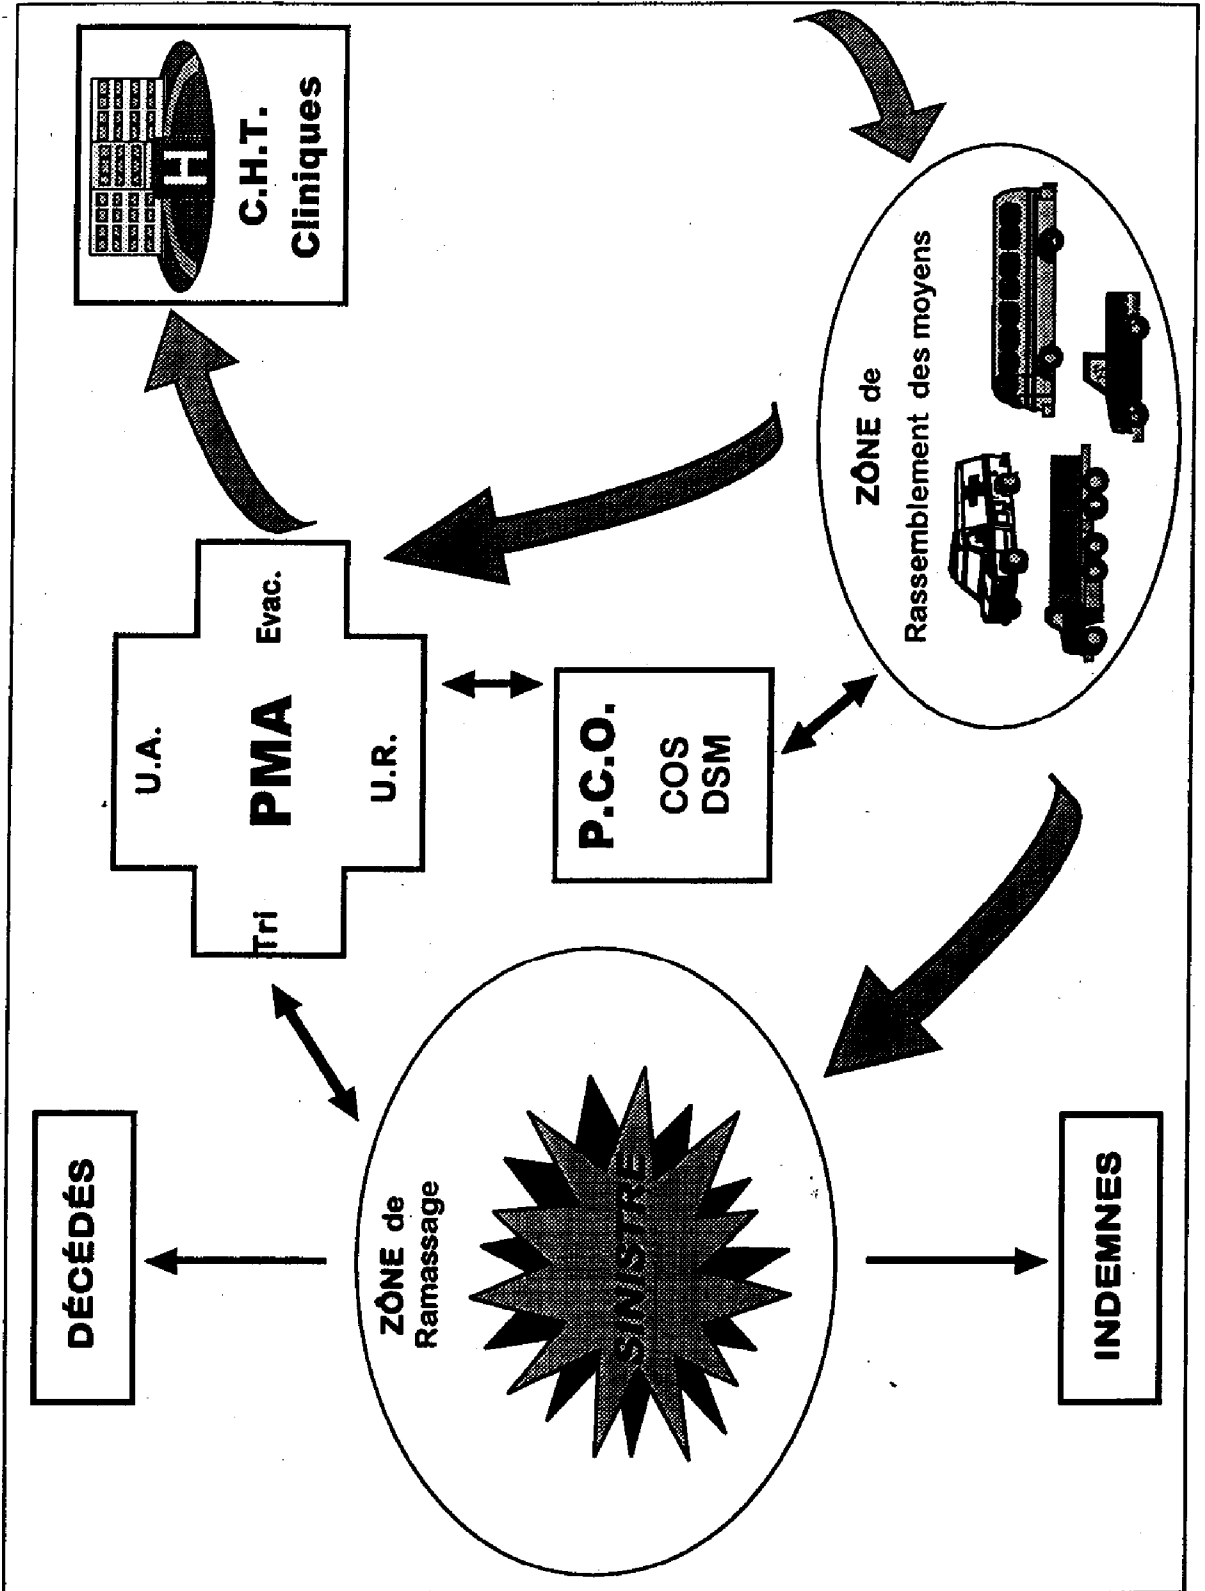 DÉCÉDÉS
U.A.
Tri
PMA
Evac.
U.R.
H
C.H.T.
Cliniques
ZÔNE de
Ramassage
SINISTRE
P.C.O.
COS
DSM
ZÔNE de
Rassemblement des moyens
INDEMNES